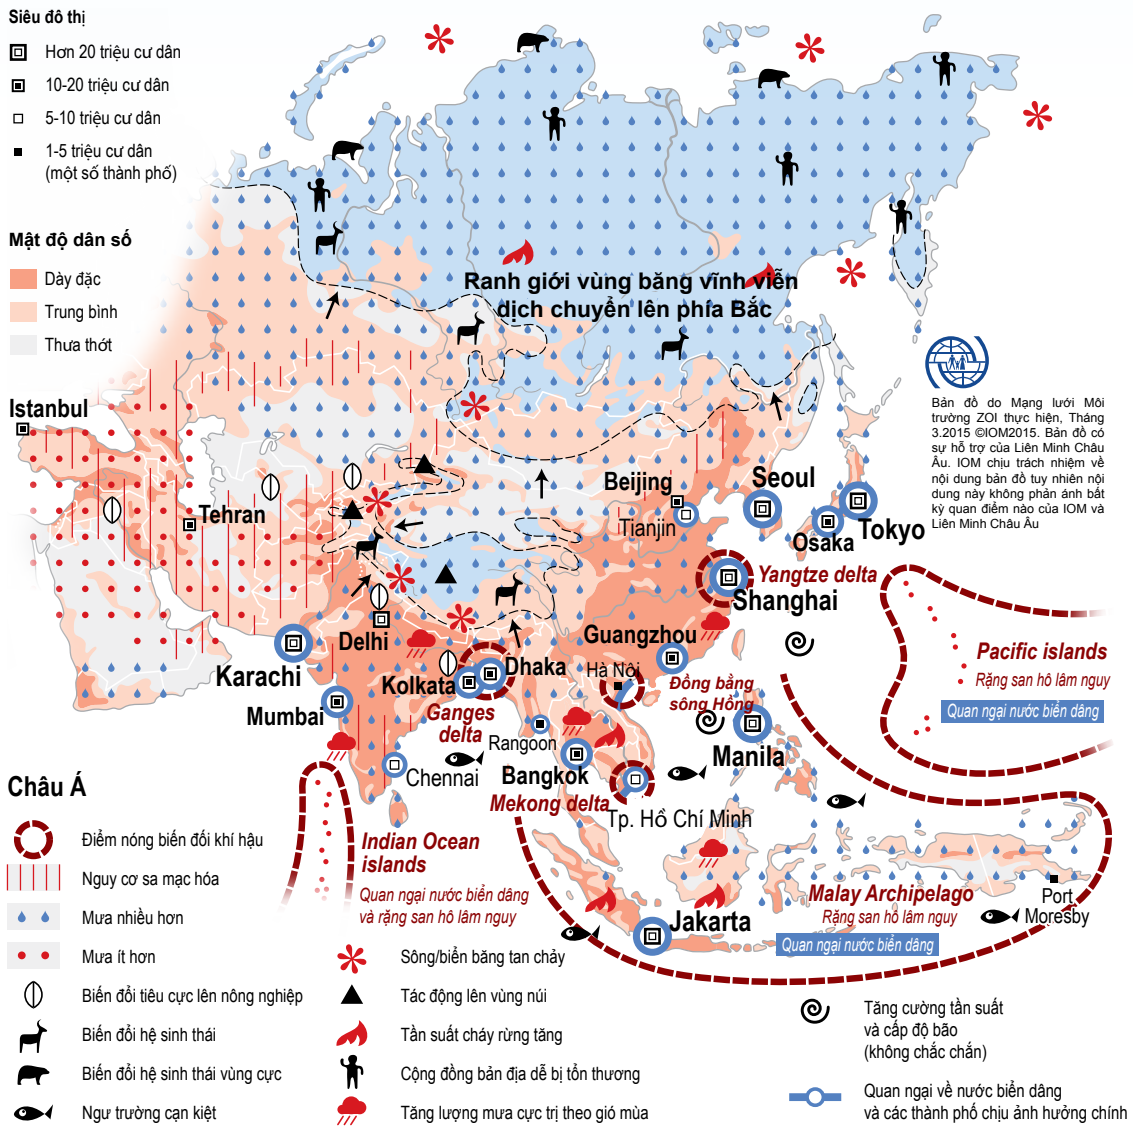 Siêu đô thị
Hơn 20 triệu cư dân
10-20 triệu cư dân
5-10 triệu cư dân
1-5 triệu cư dân
(một số thành phố)
Mật độ dân số
Dày đặc
Trung bình
Thưa thớt
Ranh giới vùng băng vĩnh viễn
dịch chuyển lên phía Bắc
Bản đồ do Mạng lưới Môi
trường ZOI thực hiện, Tháng
3.2015 ©IOM2015. Bản đồ có
sự hỗ trợ của Liên Minh Châu
Âu. IOM chịu trách nhiệm về
nội dung bản đồ tuy nhiên nội
dung này không phản ánh bất
kỳ quan điểm nào của IOM và
Liên Minh Châu Âu
Istanbul
Tehran
Beijing
Tianjin
Seoul
Osaka
Tokyo
Yangtze delta
Shanghai
Delhi
Karachi
Mumbai
Kolkata
Dhaka
Ganges
delta
Guangzhou
Hà Nội
Đồng bằng
sông Hồng
Pacific islands
Rặng san hô lâm nguy
Quan ngại nước biển dâng
Rangoon
Chennai
Bangkok
Manila
Mekong delta
Tp. Hồ Chí Minh
Indian Ocean
islands
Quan ngại nước biển dâng
và rặng san hô lâm nguy
Malay Archipelago
Rặng san hô lâm nguy
Quan ngại nước biển dâng
Jakarta
Port
Moresby
Châu Á
Điểm nóng biến đối khí hậu
Nguy cơ sa mạc hóa
Mưa nhiều hơn
Mưa ít hơn
Biến đổi tiêu cực lên nông nghiệp
Biến đổi hệ sinh thái
Biến đổi hệ sinh thái vùng cực
Ngư trường cạn kiệt
Sông/biển băng tan chảy
Tác động lên vùng núi
Tần suất cháy rừng tăng
Cộng đồng bản địa dễ bị tổn thương
Tăng lượng mưa cực trị theo gió mùa
Tăng cường tần suất
và cấp độ bão
(không chắc chắn)
Quan ngại về nước biển dâng
và các thành phố chịu ảnh hưởng chính